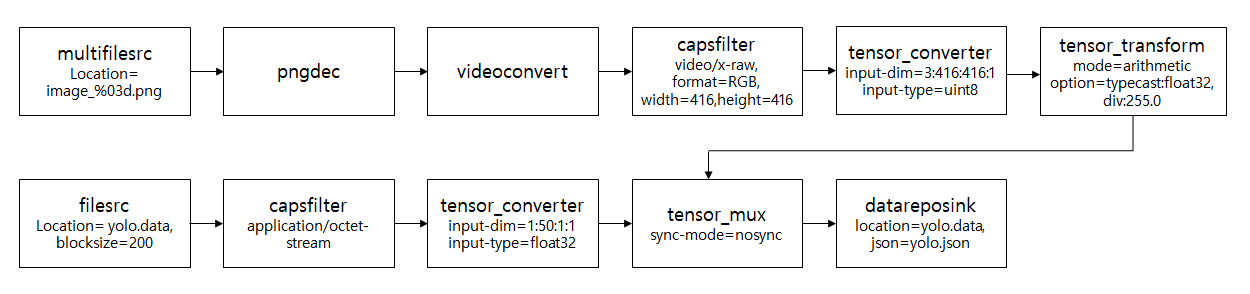 multifilesrc
Location=
image_%03d.png
pngdec
videoconvert
capsfilter
video/x-raw,
format=RGB,
width=416,height=416
tensor_converter
input-dim=3:416:416:1
input-type=uint8
tensor_transform
mode=arithmetic
option=typecast:float32,
div:255.0
filesrc
Location= yolo.data,
blocksize=200
capsfilter
application/octet-
stream
tensor_converter
input-dim=1:50:1:1
input-type=float32
tensor_mux
sync-mode=nosync
datareposink
location=yolo.data,
json=yolo.json